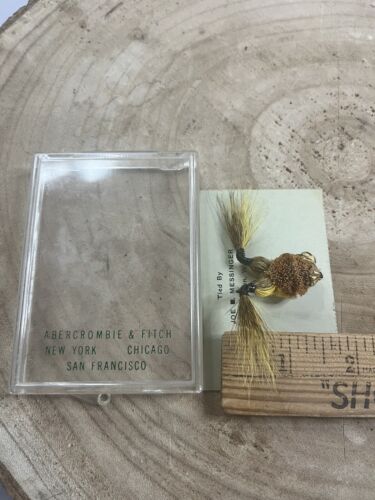 ABERCROMBIE & FITCH
NEW YORK CHICAGO
SAN FRANCISCO
Tied By
JOE MESSINGER
1 2
"SH